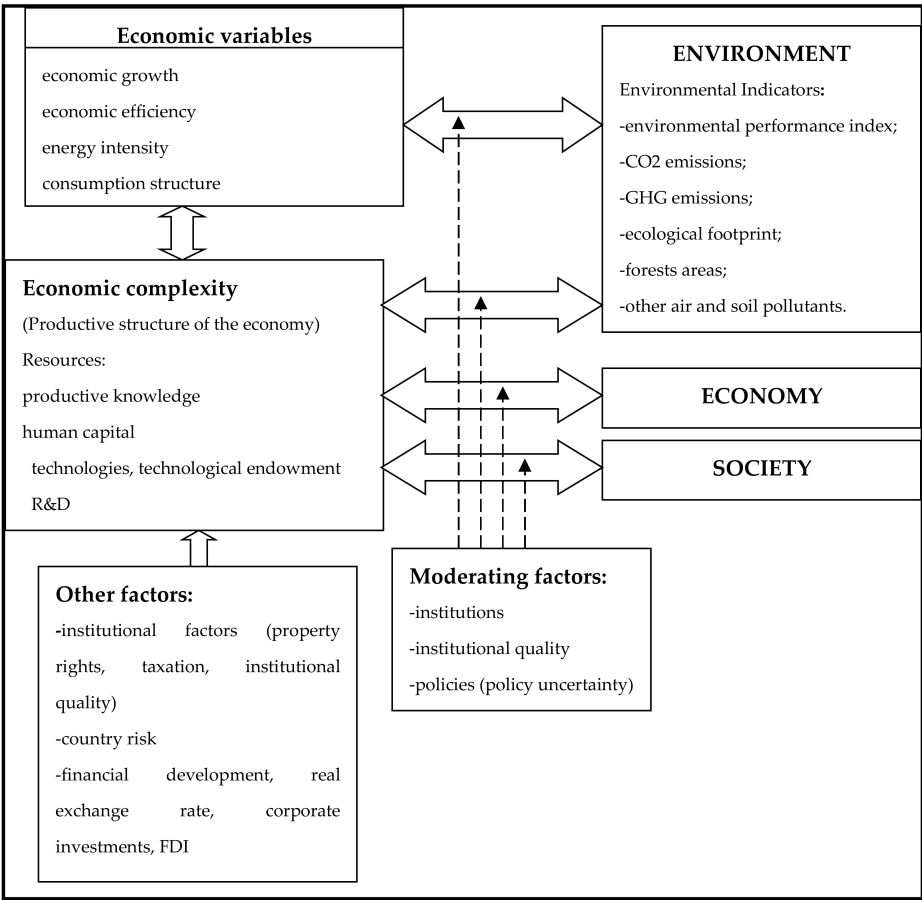 Economic variables
economic growth
economic efficiency
energy intensity
consumption structure
ENVIRONMENT
Environmental Indicators:
-environmental performance index;
-CO2 emissions;
-GHG emissions;
-ecological footprint;
-forests areas;
-other air and soil pollutants.
Economic complexity
(Productive structure of the economy)
Resources:
productive knowledge
human capital
technologies, technological endowment
R&D
ECONOMY
SOCIETY
Other factors:
-institutional factors (property
rights, taxation, institutional
quality)
-country risk
-financial development, real
exchange rate, corporate
investments, FDI
Moderating factors:
-institutions
-institutional quality
-policies (policy uncertainty)